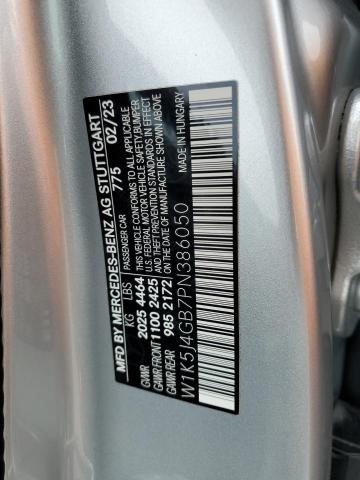 MFD BY MERCEDES-BENZ AG STUTTGART
PASSENGER CAR 775 02/23
KG LBS
GVWR 2025 4464
GAWR FRONT 1100 2425
GAWR REAR 985 2172
THIS VEHICLE CONFORMS TO ALL APPLICABLE
U.S. FEDERAL MOTOR VEHICLE SAFETY/BUMPER
AND THEFT PREVENTION STANDARDS IN EFFECT
ON THE DATE OF MANUFACTURE
MADE IN HUNGARY
W1K5J4GB7PN386050